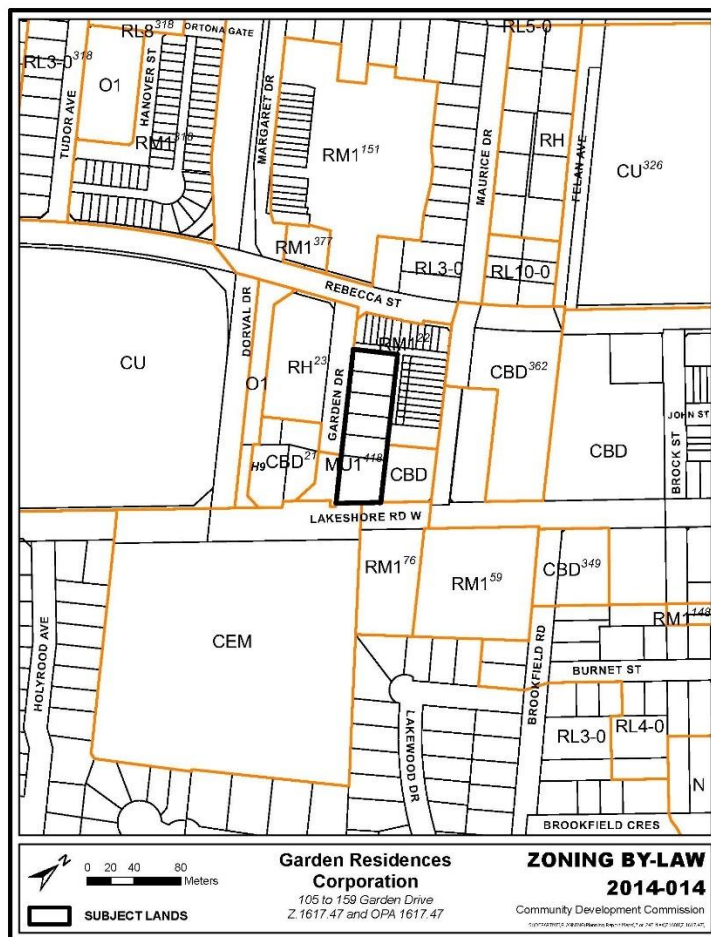 RL8 318
ORTONA GATE
RL5-0
RL3-0 318
O1
HANOVER ST
TUDOR AVE
RM1 318
MARGARET DR
RM1 151
MAURICE DR
RH
FELAN AVE
CU 326
RM1 377
RL3-0
RL10-0
REBECCA ST
CU
DORVAL DR
O1
RH 23
GARDEN DR
RM1 22
CBD 362
CBD
JOHN ST
BROCK ST
H9
CBD 21
MU1 418
CBD
LAKESHORE RD W
RM1 76
RM1 59
CBD 349
RM1 148
CEM
HOLYROOD AVE
LAKEWOOD DR
BROOKFIELD RD
BURNET ST
RL3-0
RL4-0
N
BROOKFIELD CRES
N
0 20 40 80
Meters
SUBJECT LANDS
Garden Residences
Corporation
105 to 159 Garden Drive
Z.1617.47 and OPA 1617.47
ZONING BY-LAW
2014-014
Community Development Commission